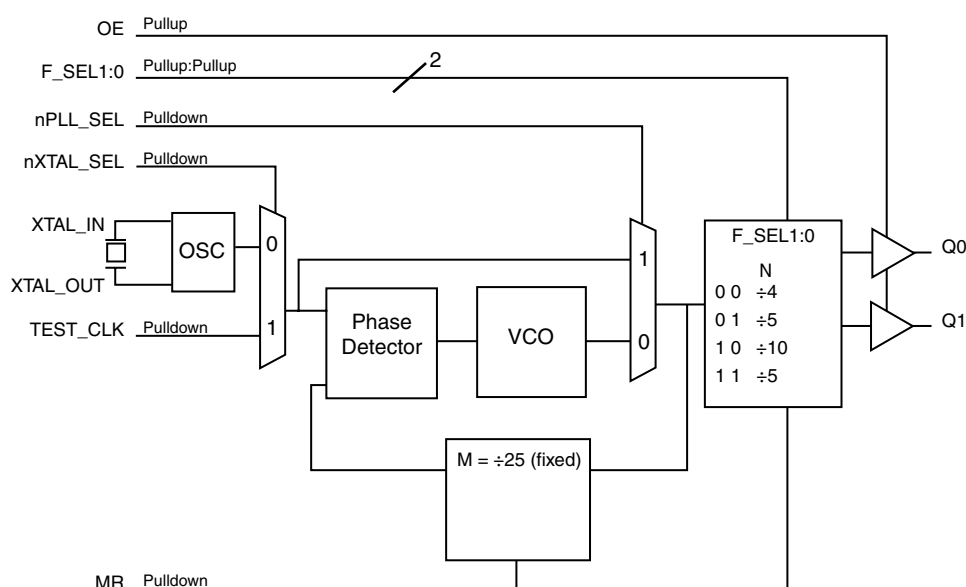 OE Pullup
F_SEL1:0 Pullup:Pullup
2
nPLL_SEL Pulldown
nXTAL_SEL Pulldown
XTAL_IN
OSC
XTAL_OUT
TEST_CLK Pulldown
0
1
Phase
Detector
VCO
1
0
F_SEL1:0
N
0 0 ÷4
0 1 ÷5
1 0 ÷10
1 1 ÷5
Q0
Q1
M = ÷25 (fixed)
MR Pulldown